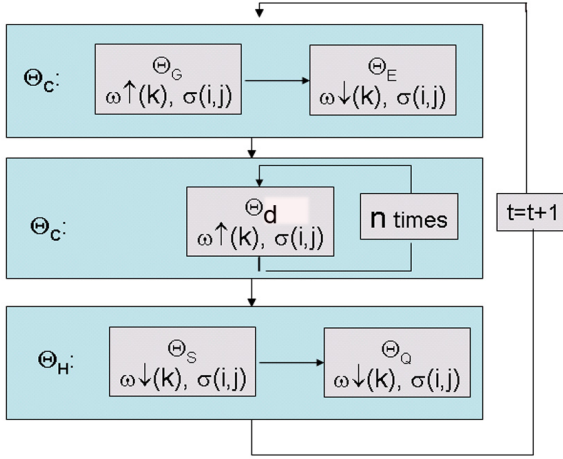 Θc:
ΘG
ω↑(k), σ(i,j)
ΘE
ω↓(k), σ(i,j)
Θc:
Θd
ω↑(k), σ(i,j)
n times
t=t+1
ΘH:
ΘS
ω↓(k), σ(i,j)
ΘQ
ω↓(k), σ(i,j)